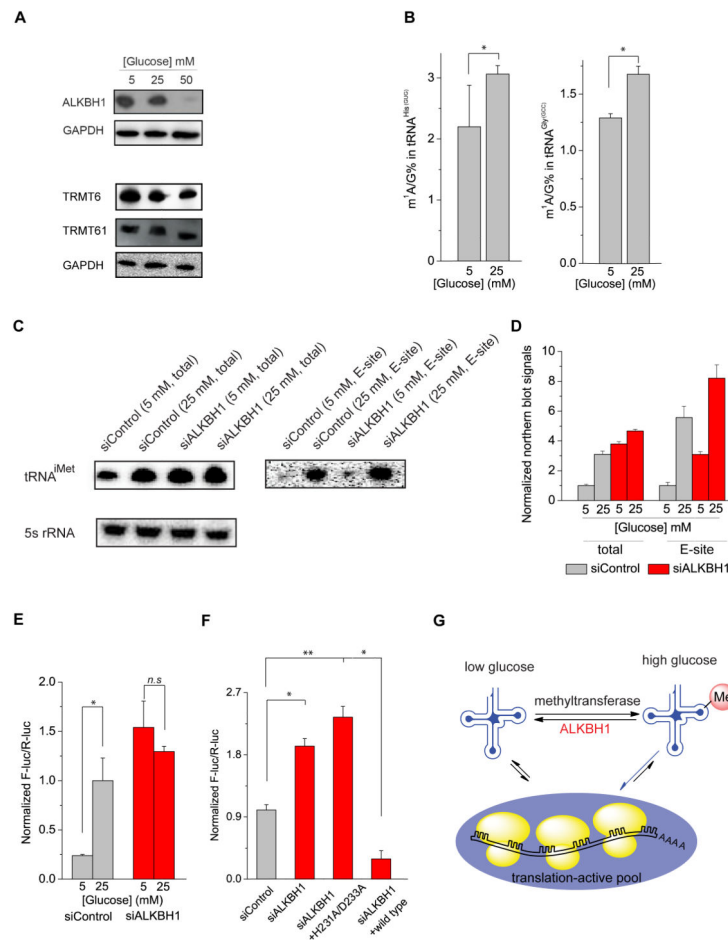 A
[Glucose] mM
5 25 50
ALKBH1
GAPDH
TRMT6
TRMT61
GAPDH
B
m1A/G% in tRNAHis(GUG)
3
2
1
0
5 25
[Glucose] (mM)
*
m1A/G% in tRNAGly(GCC)
1.5
1.0
0.5
0.0
5 25
[Glucose] (mM)
*
C
siControl (5 mM, total)
siControl (25 mM, total)
siALKBH1 (5 mM, total)
siALKBH1 (25 mM, total)
siControl (5 mM, E-site)
siControl (25 mM, E-site)
siALKBH1 (5 mM, E-site)
siALKBH1 (25 mM, E-site)
tRNAiMet
5s rRNA
D
Normalized northern blot signals
10
8
6
4
2
0
5 25 5 25 5 25 5 25
[Glucose] mM
total E-site
siControl siALKBH1
E
Normalized F-luc/R-luc
2.0
1.5
1.0
0.5
0.0
*
n.s
5 25 5 25
[Glucose] (mM)
siControl siALKBH1
F
Normalized F-luc/R-luc
2.7
1.8
0.9
0.0
**
*
*
siControl
siALKBH1
siALKBH1
+H231A/D233A
siALKBH1
+wild type
G
low glucose
high glucose
methyltransferase
ALKBH1
Me
AAAA
translation-active pool